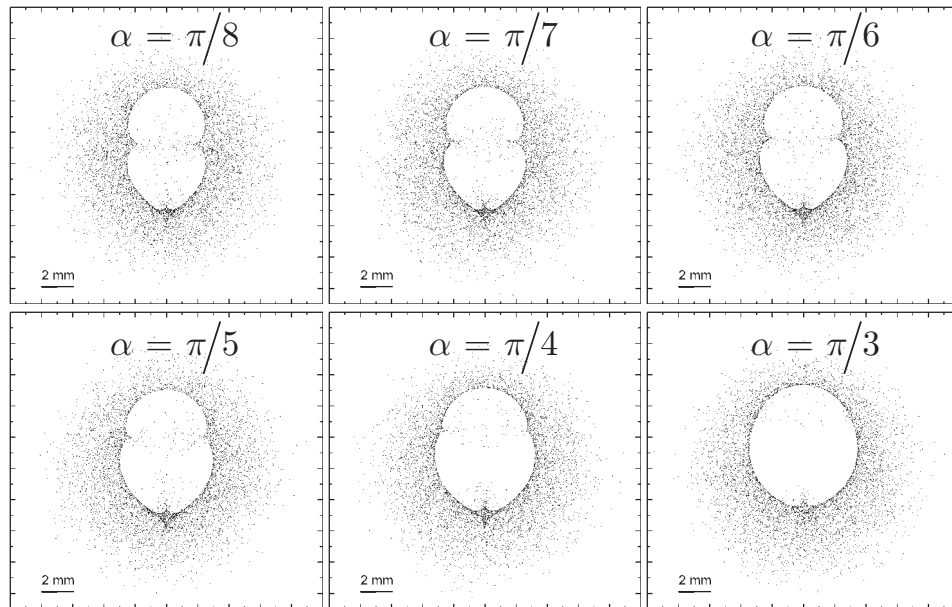 α = π/8
α = π/7
α = π/6
2 mm
2 mm
2 mm
α = π/5
α = π/4
α = π/3
2 mm
2 mm
2 mm